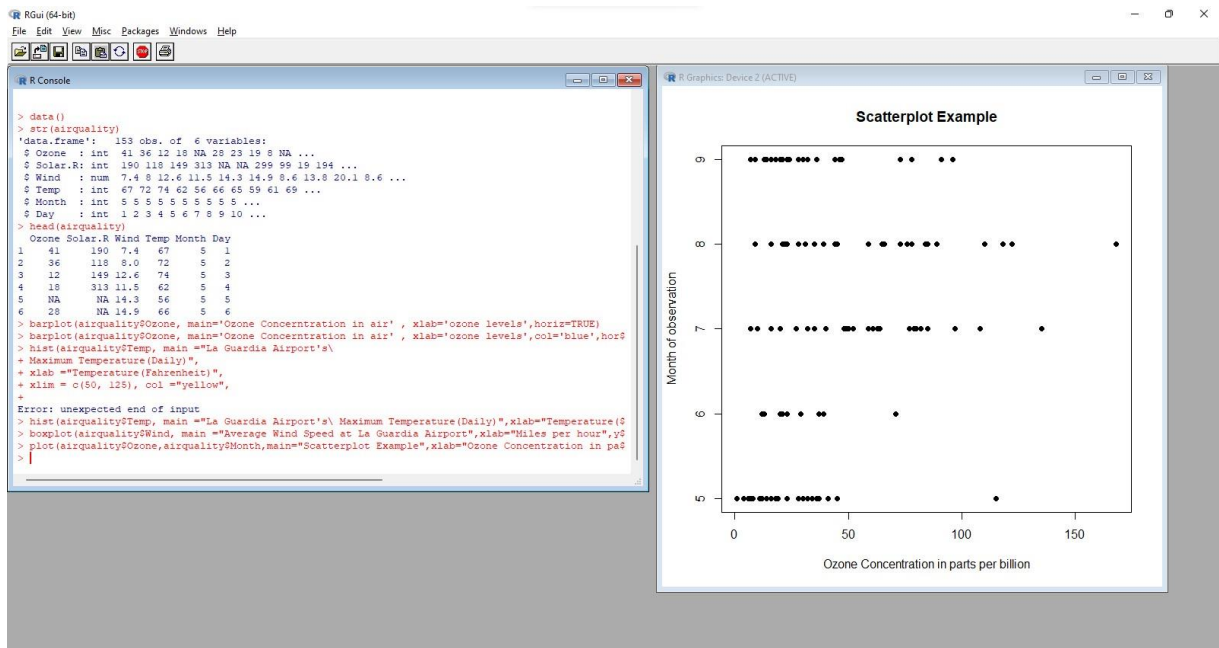 RGui (64-bit)
File Edit View Misc Packages Windows Help
STOP
R Console
> data()
> str(airquality)
'data.frame':   153 obs. of  6 variables:
 $ Ozone  : int  41 36 12 18 NA 28 23 19 8 NA ...
 $ Solar.R: int  190 118 149 313 NA NA 299 99 19 194 ...
 $ Wind   : num  7.4 8 12.6 11.5 14.3 14.9 8.6 13.8 20.1 8.6 ...
 $ Temp   : int  67 72 74 62 56 66 65 59 61 69 ...
 $ Month  : int  5 5 5 5 5 5 5 5 5 5 ...
 $ Day    : int  1 2 3 4 5 6 7 8 9 10 ...
> head(airquality)
  Ozone Solar.R Wind Temp Month Day
1    41     190  7.4   67     5   1
2    36     118  8.0   72     5   2
3    12     149 12.6   74     5   3
4    18     313 11.5   62     5   4
5    NA      NA 14.3   56     5   5
6    28      NA 14.9   66     5   6
> barplot(airquality$Ozone, main='Ozone Concerntration in air' , xlab='ozone levels',horiz=TRUE)
> barplot(airquality$Ozone, main='Ozone Concerntration in air' , xlab='ozone levels',col='blue',hor$
> hist(airquality$Temp, main ="La Guardia Airport's\
+ Maximum Temperature(Daily)",
+ xlab ="Temperature(Fahrenheit)",
+ xlim = c(50, 125), col ="yellow",
+
Error: unexpected end of input
> hist(airquality$Temp, main ="La Guardia Airport's\ Maximum Temperature(Daily)",xlab="Temperature($
> boxplot(airquality$Wind, main ="Average Wind Speed at La Guardia Airport",xlab="Miles per hour",y$
> plot(airquality$Ozone,airquality$Month,main="Scatterplot Example",xlab="Ozone Concentration in pa$
>
R Graphics: Device 2 (ACTIVE)
Scatterplot Example
Month of observation
9
8
7
6
5
0 50 100 150
Ozone Concentration in parts per billion